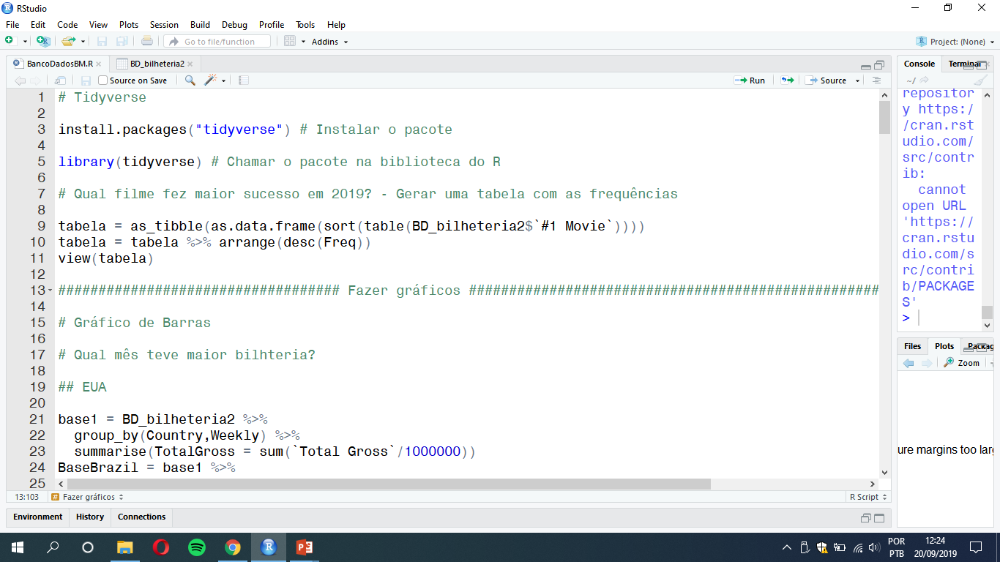 RStudio
File Edit Code View Plots Session Build Debug Profile Tools Help
Go to file/function Addins Project: (None)
BancoDadosBM.R BD_bilheteria2
Source on Save Run Source
1 # Tidyverse
2
3 install.packages("tidyverse") # Instalar o pacote
4
5 library(tidyverse) # Chamar o pacote na biblioteca do R
6
7 # Qual filme fez maior sucesso em 2019? - Gerar uma tabela com as frequências
8
9 tabela = as_tibble(as.data.frame(sort(table(BD_bilheteria2$`#1 Movie`))))
10 tabela = tabela %>% arrange(desc(Freq))
11 view(tabela)
12
13 ################################### Fazer gráficos ###################################################
14
15 # Gráfico de Barras
16
17 # Qual mês teve maior bilhteria?
18
19 ## EUA
20
21 base1 = BD_bilheteria2 %>%
22 group_by(Country,Weekly) %>%
23 summarise(TotalGross = sum(`Total Gross`/1000000))
24 BaseBrazil = base1 %>%
25
13:103 # Fazer gráficos R Script
Environment History Connections
Console Terminal
~/
repositor
y https:/
/cran.rst
udio.com/
src/contr
ib:
cannot
open URL
'https://
cran.rstu
dio.com/s
rc/contri
b/PACKAGE
S'
>
Files Plots Packag
Zoom
ure margins too larg
POR
PTB
12:24
20/09/2019